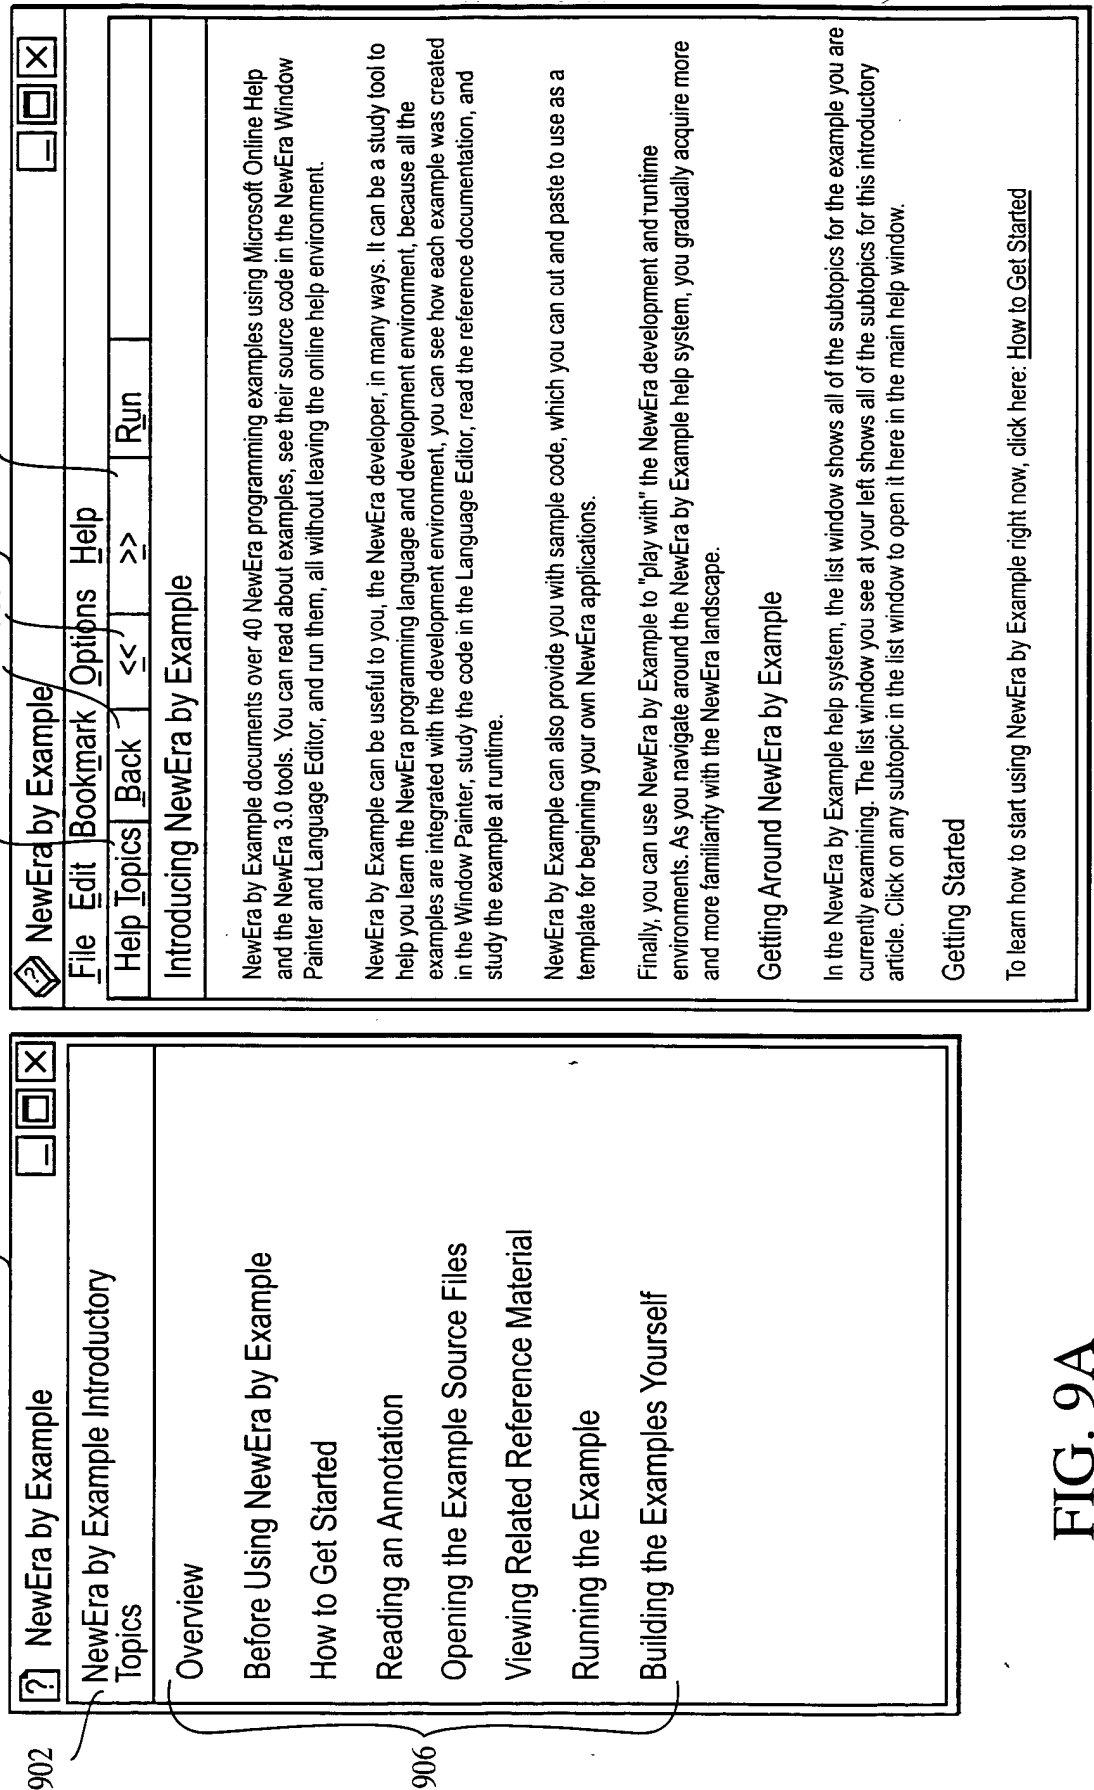 NewEra by Example
902
NewEra by Example Introductory
Topics
906
Overview
Before Using NewEra by Example
How to Get Started
Reading an Annotation
Opening the Example Source Files
Viewing Related Reference Material
Running the Example
Building the Examples Yourself
NewEra by Example
File Edit Bookmark Options Help
Help Topics Back << >> Run
Introducing NewEra by Example
NewEra by Example documents over 40 NewEra programming examples using Microsoft Online Help
and the NewEra 3.0 tools. You can read about examples, see their source code in the NewEra Window
Painter and Language Editor, and run them, all without leaving the online help environment.
NewEra by Example can be useful to you, the NewEra developer, in many ways. It can be a study tool to
help you learn the NewEra programming language and development environment, because all the
examples are integrated with the development environment, you can see how each example was created
in the Window Painter, study the code in the Language Editor, read the reference documentation, and
study the example at runtime.
NewEra by Example can also provide you with sample code, which you can cut and paste to use as a
template for beginning your own NewEra applications.
Finally, you can use NewEra by Example to "play with" the NewEra development and runtime
environments. As you navigate around the NewEra by Example help system, you gradually acquire more
and more familiarity with the NewEra landscape.
Getting Around NewEra by Example
In the NewEra by Example help system, the list window shows all of the subtopics for the example you are
currently examining. The list window you see at your left shows all of the subtopics for this introductory
article. Click on any subtopic in the list window to open it here in the main help window.
Getting Started
To learn how to start using NewEra by Example right now, click here: How to Get Started
FIG. 9A